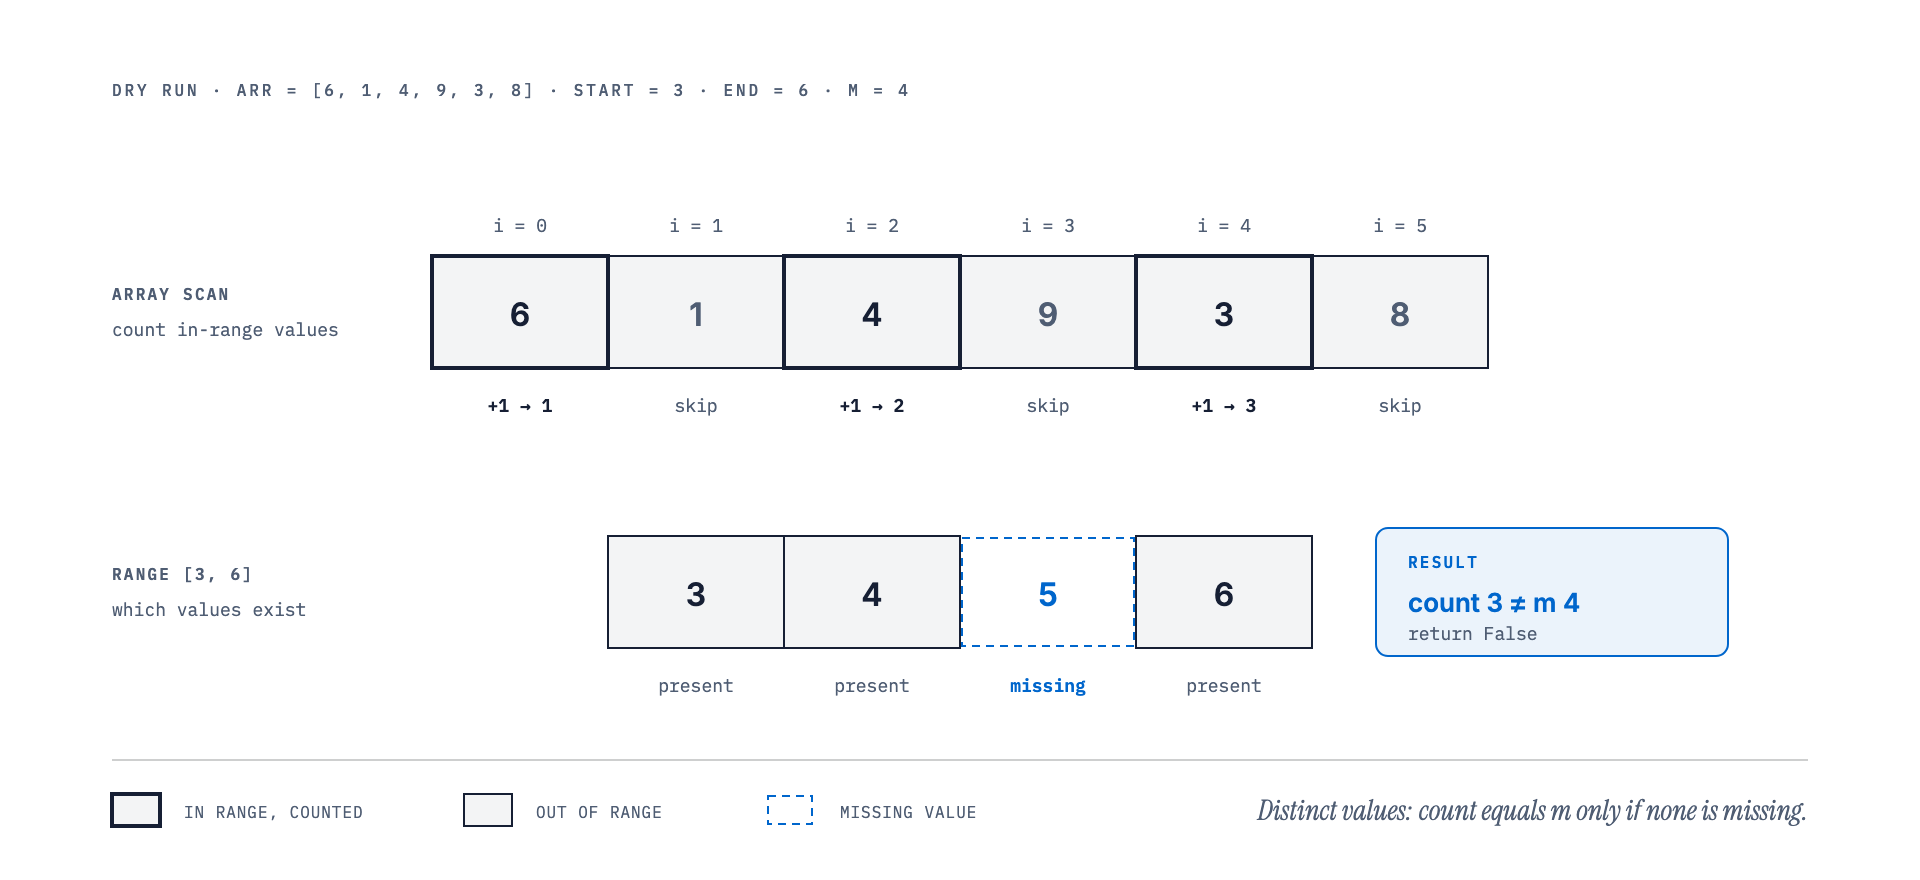 DRY RUN · ARR = [6, 1, 4, 9, 3, 8] · START = 3 · END = 6 · M = 4
i = 0 i = 1 i = 2 i = 3 i = 4 i = 5
ARRAY SCAN
count in-range values
6 1 4 9 3 8
+1 → 1 skip +1 → 2 skip +1 → 3 skip
RANGE [3, 6]
which values exist
3 4 5 6
present present missing present
RESULT
count 3 ≠ m 4
return False
IN RANGE, COUNTED OUT OF RANGE MISSING VALUE
Distinct values: count equals m only if none is missing.